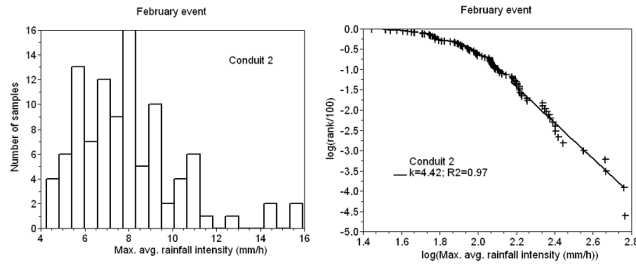 February event
Conduit 2
Number of samples
16
14
12
10
8
6
4
2
0
4 6 8 10 12 14 16
Max. avg. rainfall intensity (mm/h)
February event
log(rank/100)
0.0
-0.5
-1.0
-1.5
-2.0
-2.5
-3.0
-3.5
-4.0
-4.5
-5.0
Conduit 2
k=4.42; R2=0.97
1.4 1.6 1.8 2.0 2.2 2.4 2.6 2.8
log(Max. avg. rainfall intensity (mm/h))